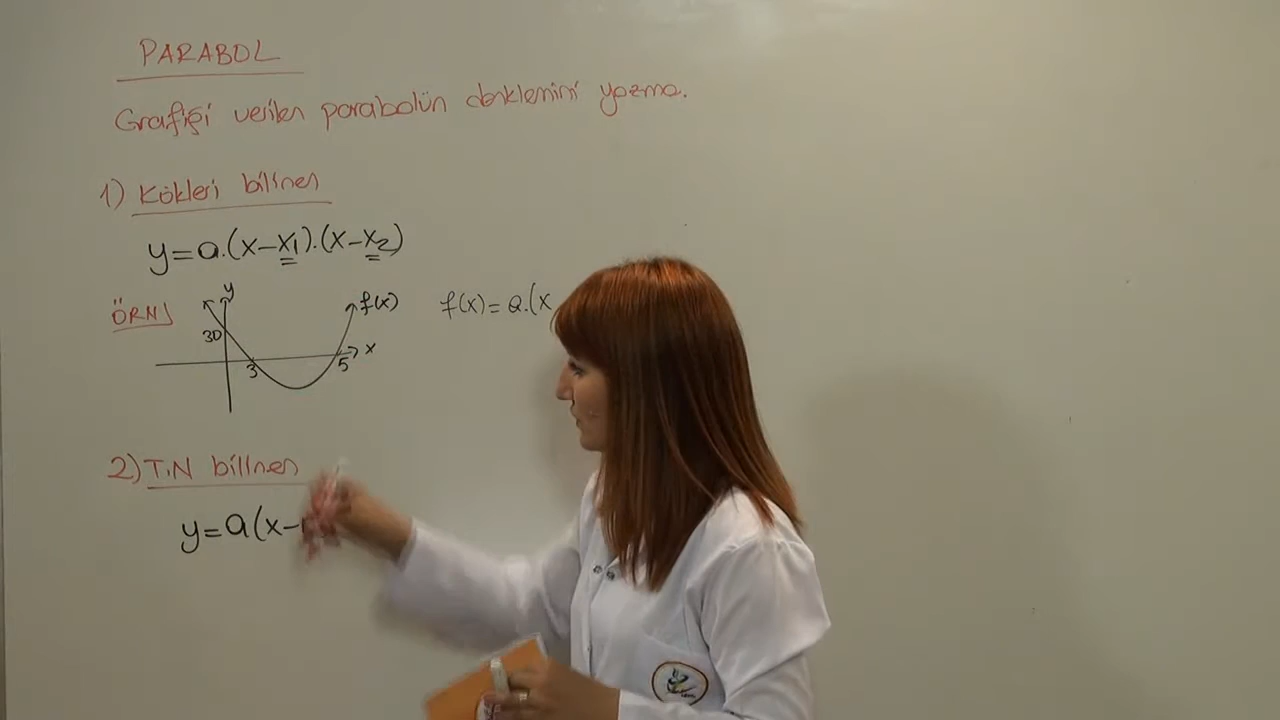 PARABOL
Grafiği verilen parabolün denklemini yazma.
1) Kökleri bilinen
y=a.(x-x1).(x-x2)
ÖRN)
y
f(x)
30
x
3
5
f(x)=a.(x
2) T.N bilinen
y=a(x-